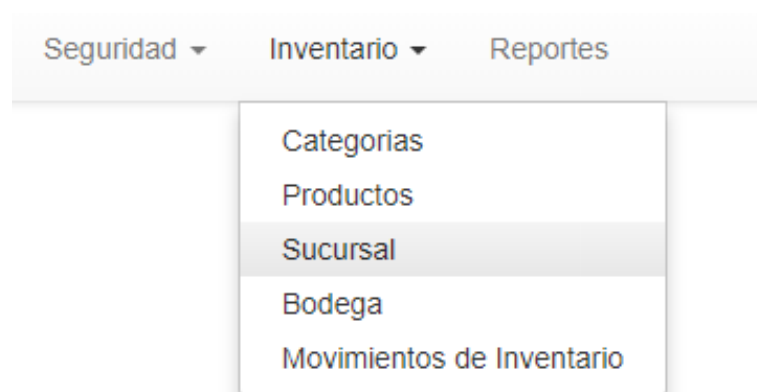 Seguridad Inventario Reportes
Categorias
Productos
Sucursal
Bodega
Movimientos de Inventario